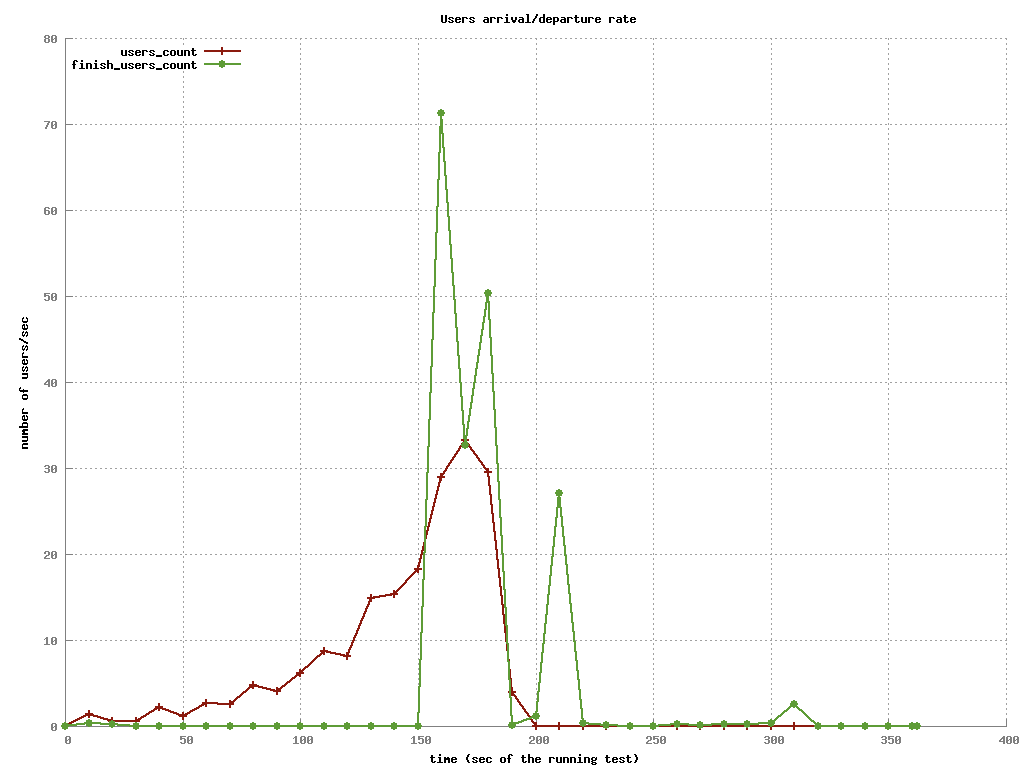 Users arrival/departure rate
users_count
finish_users_count
80
70
60
50
40
30
20
10
0
number of users/sec
0 50 100 150 200 250 300 350 400
time (sec of the running test)